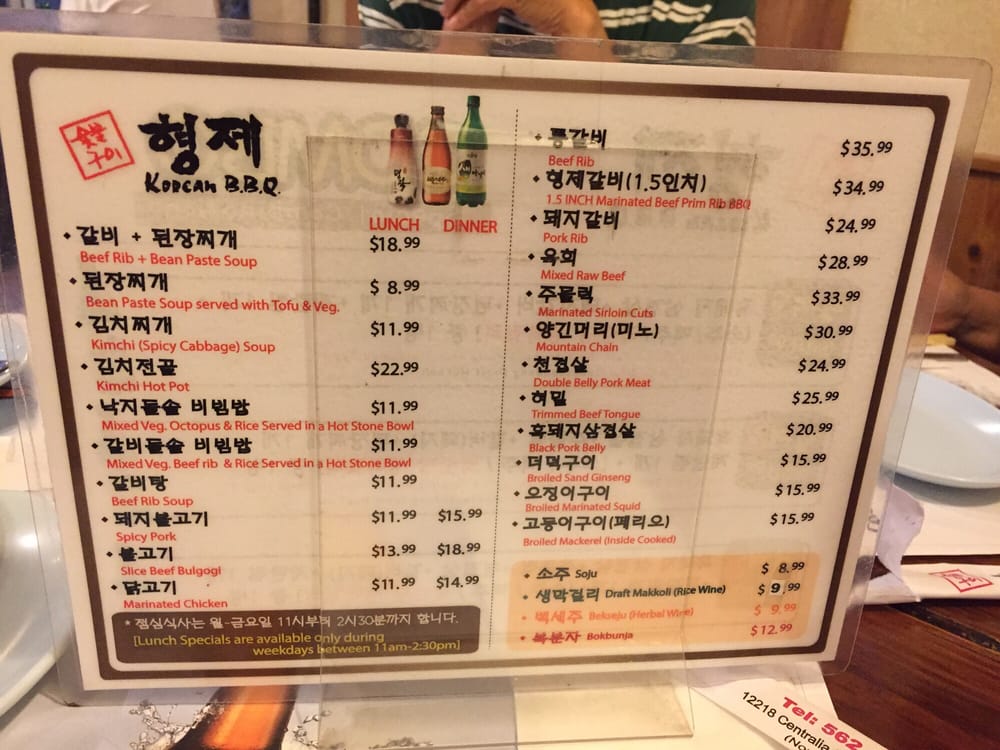 숯불
구이
형제
Korean B.B.Q.
LUNCH DINNER
갈비 + 된장찌개 $18.99
Beef Rib + Bean Paste Soup
된장찌개 $ 8.99
Bean Paste Soup served with Tofu & Veg.
김치찌개 $11.99
Kimchi (Spicy Cabbage) Soup
김치전골 $22.99
Kimchi Hot Pot
낙지돌솥 비빔밥 $11.99
Mixed Veg. Octopus & Rice Served in a Hot Stone Bowl
갈비돌솥 비빔밥 $11.99
Mixed Veg. Beef rib & Rice Served in a Hot Stone Bowl
갈비탕 $11.99
Beef Rib Soup
돼지불고기 $11.99 $15.99
Spicy Pork
불고기 $13.99 $18.99
Slice Beef Bulgogi
닭고기 $11.99 $14.99
Marinated Chicken
* 점심식사는 월-금요일 11시부터 2시30분까지 합니다.
[Lunch Specials are available only during
weekdays between 11am-2:30pm]
통갈비 $35.99
Beef Rib
형제갈비(1.5인치) $34.99
1.5 INCH Marinated Beef Prim Rib BBQ
돼지갈비 $24.99
Pork Rib
육회 $28.99
Mixed Raw Beef
주물럭 $33.99
Marinated Sirloin Cuts
양긴머리(미노) $30.99
Mountain Chain
천겹살 $24.99
Double Belly Pork Meat
혀밑 $25.99
Trimmed Beef Tongue
흑돼지삼겹살 $20.99
Black Pork Belly
더덕구이 $15.99
Broiled Sand Ginseng
오징어구이 $15.99
Broiled Marinated Squid
고등어구이(페리오) $15.99
Broiled Mackerel (Inside Cooked)
소주 Soju $ 8.99
생막걸리 Draft Makkoli (Rice Wine) $ 9.99
백세주 Bekseju (Herbal Wine) $ 9.99
복분자 Bokbunja $12.99
Tel: 562
12218 Centralia